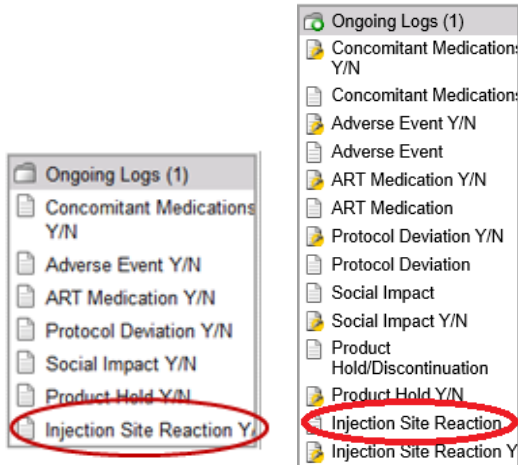 Ongoing Logs (1)
Concomitant Medications
Y/N
Adverse Event Y/N
ART Medication Y/N
Protocol Deviation Y/N
Social Impact Y/N
Product Hold Y/N
Injection Site Reaction Y/
Ongoing Logs (1)
Concomitant Medications
Y/N
Concomitant Medications
Adverse Event Y/N
Adverse Event
ART Medication Y/N
ART Medication
Protocol Deviation Y/N
Protocol Deviation
Social Impact
Social Impact Y/N
Product
Hold/Discontinuation
Product Hold Y/N
Injection Site Reaction
Injection Site Reaction Y